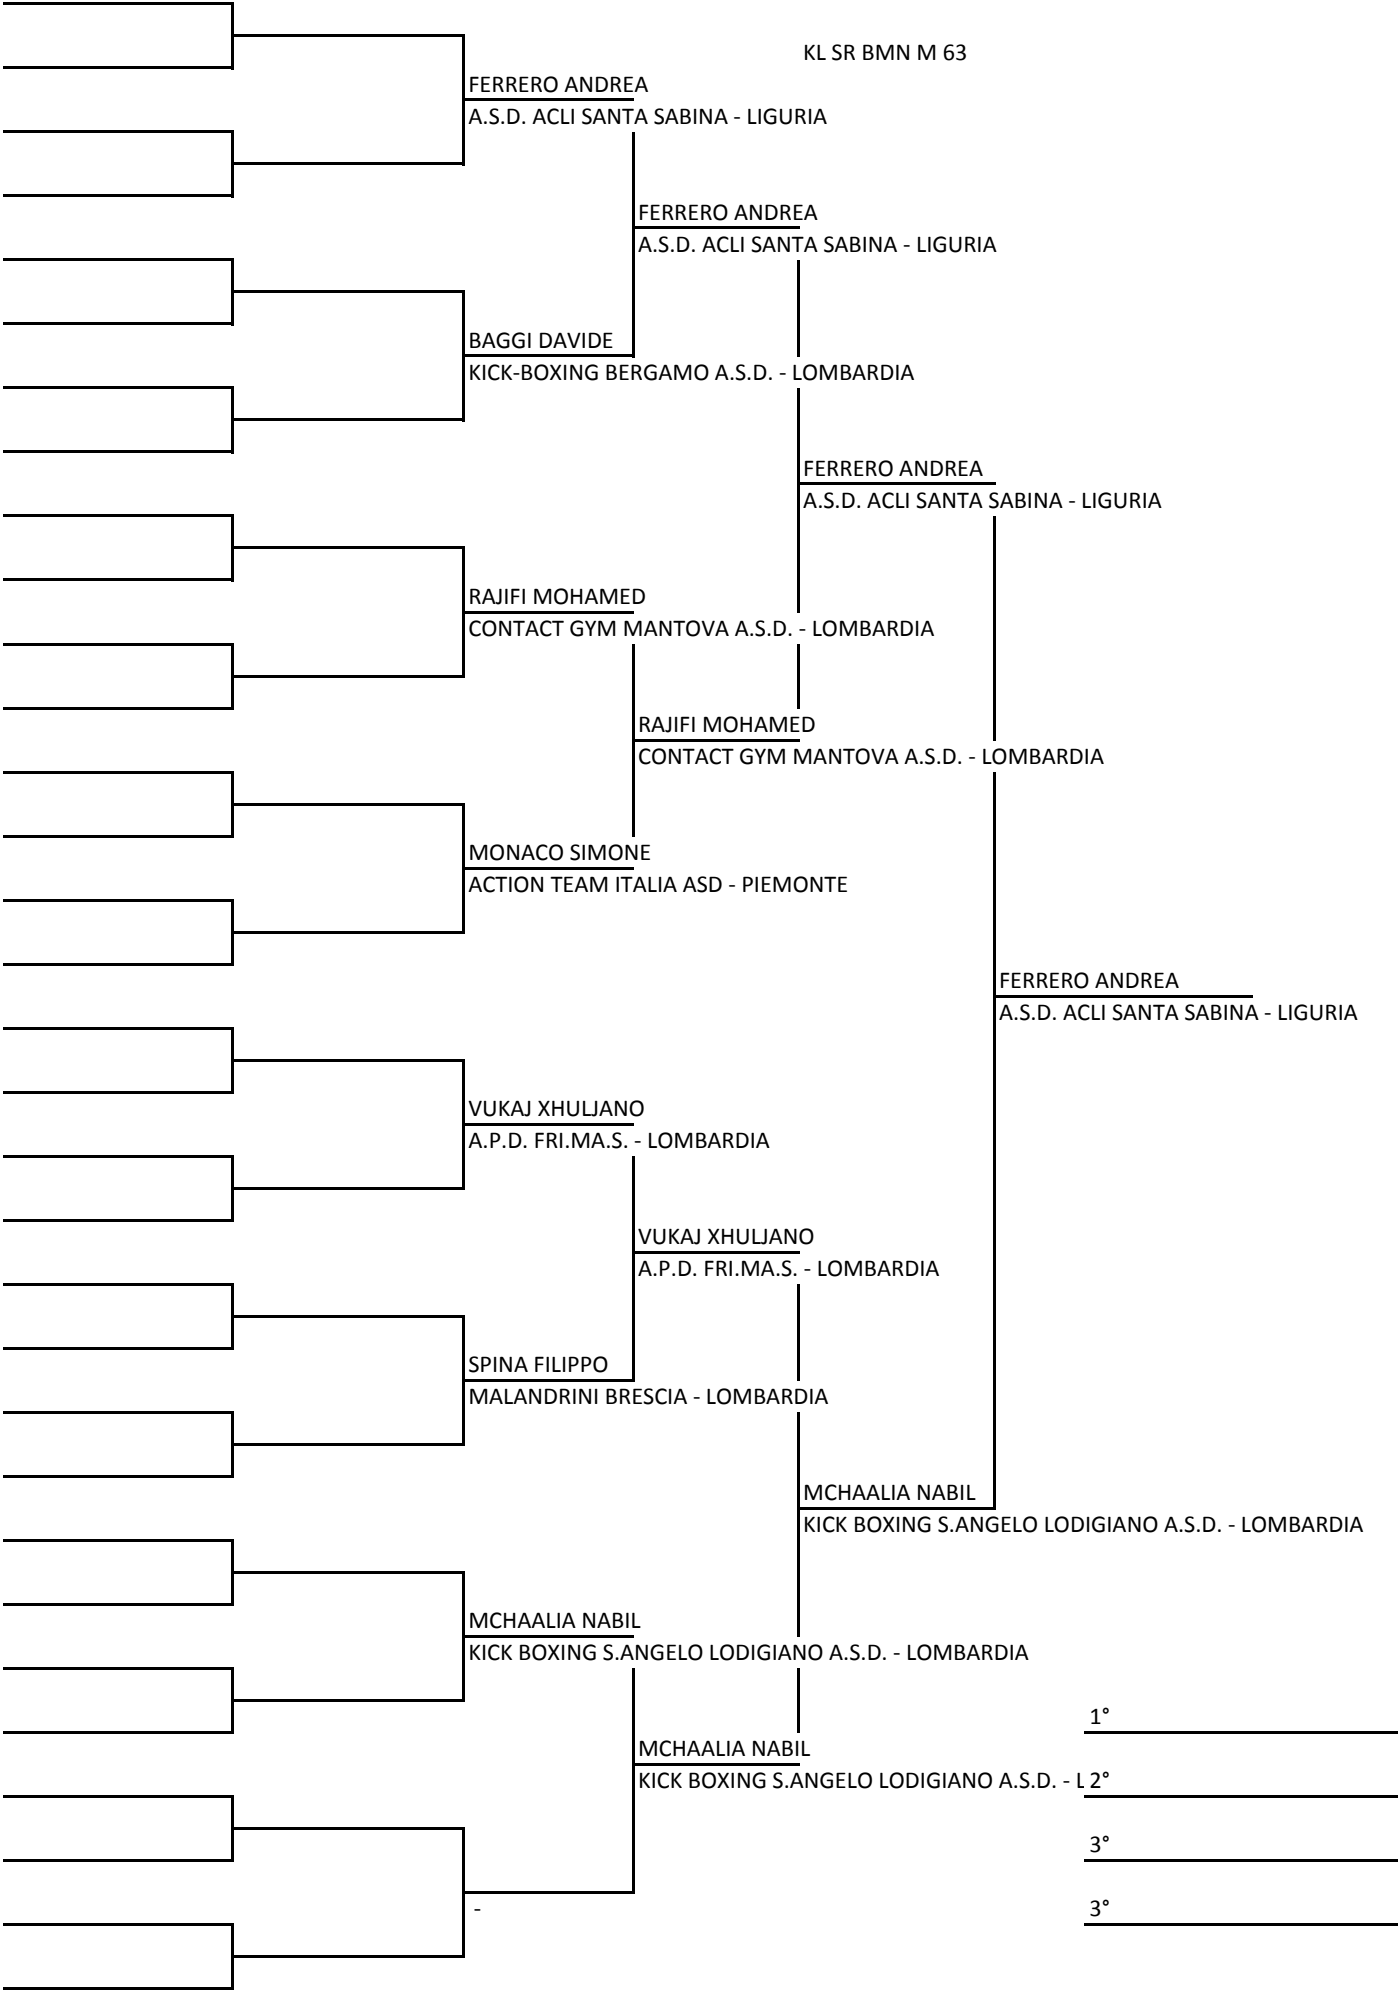 KL SR BMN M 63
FERRERO ANDREA
A.S.D. ACLI SANTA SABINA - LIGURIA
FERRERO ANDREA
A.S.D. ACLI SANTA SABINA - LIGURIA
BAGGI DAVIDE
KICK-BOXING BERGAMO A.S.D. - LOMBARDIA
FERRERO ANDREA
A.S.D. ACLI SANTA SABINA - LIGURIA
RAJIFI MOHAMED
CONTACT GYM MANTOVA A.S.D. - LOMBARDIA
RAJIFI MOHAMED
CONTACT GYM MANTOVA A.S.D. - LOMBARDIA
MONACO SIMONE
ACTION TEAM ITALIA ASD - PIEMONTE
FERRERO ANDREA
A.S.D. ACLI SANTA SABINA - LIGURIA
VUKAJ XHULJANO
A.P.D. FRI.MA.S. - LOMBARDIA
VUKAJ XHULJANO
A.P.D. FRI.MA.S. - LOMBARDIA
SPINA FILIPPO
MALANDRINI BRESCIA - LOMBARDIA
MCHAALIA NABIL
KICK BOXING S.ANGELO LODIGIANO A.S.D. - LOMBARDIA
MCHAALIA NABIL
KICK BOXING S.ANGELO LODIGIANO A.S.D. - LOMBARDIA
1°
MCHAALIA NABIL
KICK BOXING S.ANGELO LODIGIANO A.S.D. - L
2°
3°
-
3°